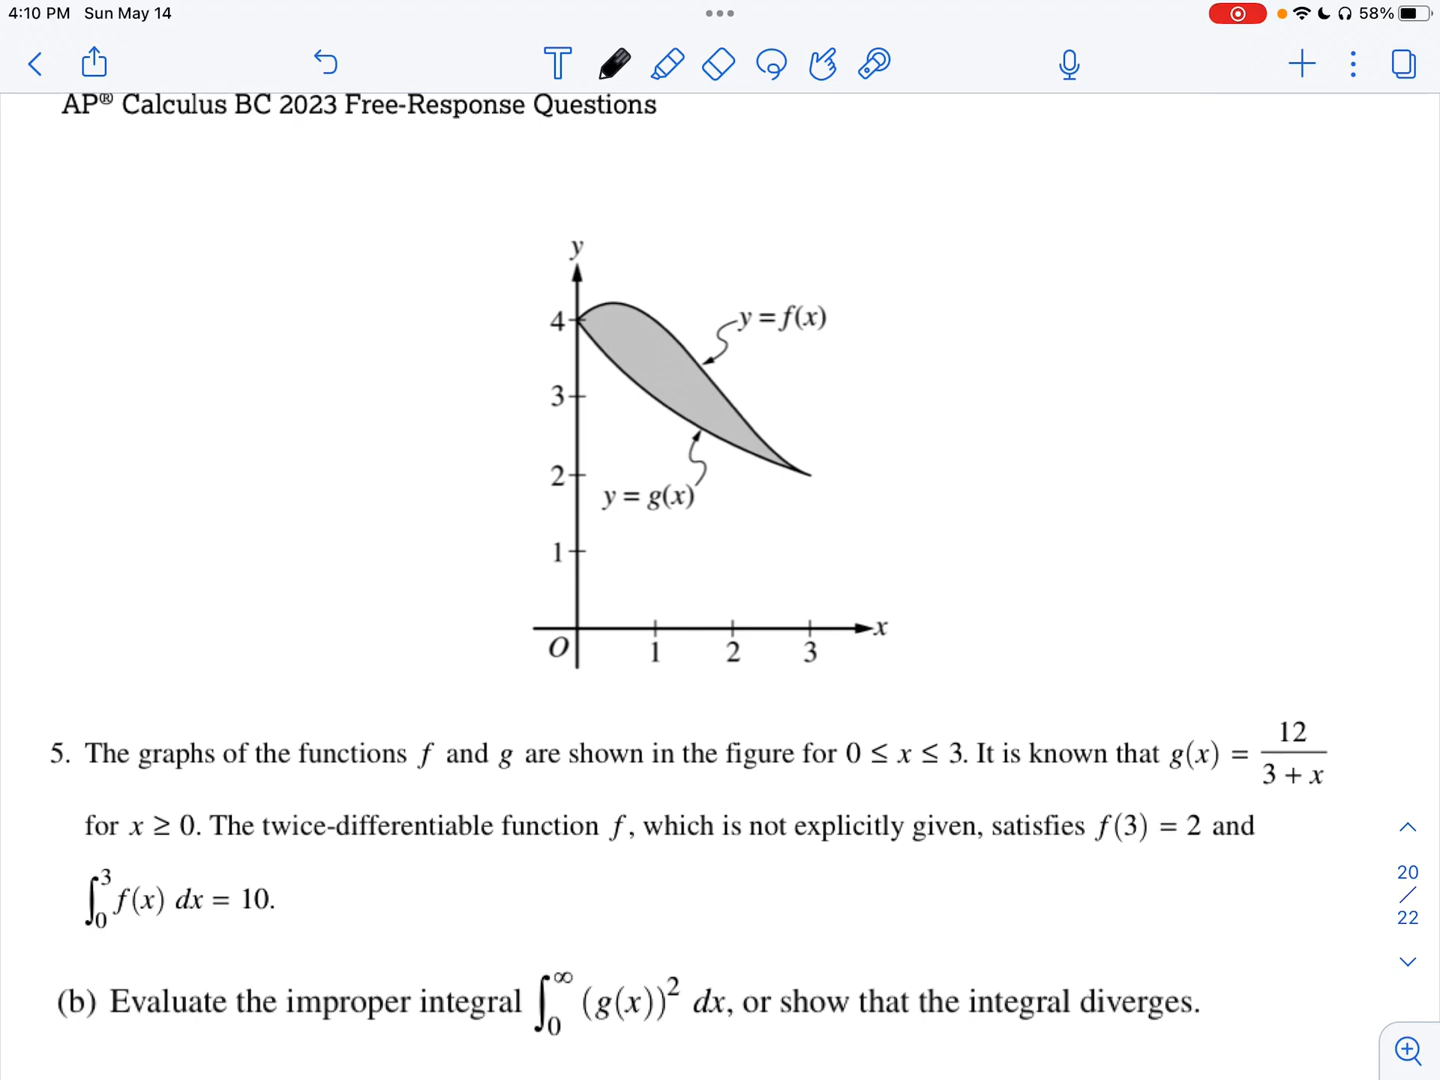 4:10 PM Sun May 14
58%
AP® Calculus BC 2023 Free-Response Questions
y
4
y = f(x)
3
2
y = g(x)
1
O
1 2 3
x
5. The graphs of the functions f and g are shown in the figure for 0 ≤ x ≤ 3. It is known that g(x) = 12/(3 + x)
for x ≥ 0. The twice-differentiable function f, which is not explicitly given, satisfies f(3) = 2 and
∫₀³ f(x) dx = 10.
20
/
22
(b) Evaluate the improper integral ∫₀^∞ (g(x))² dx, or show that the integral diverges.